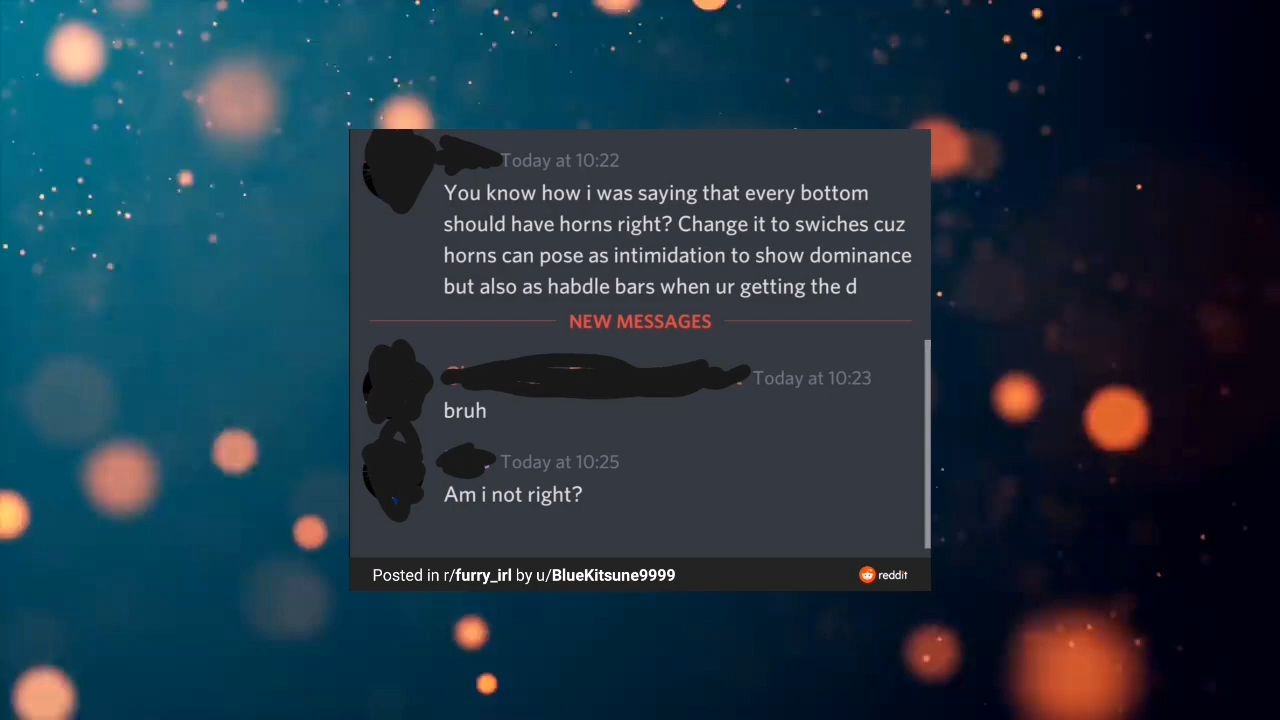 Today at 10:22
You know how i was saying that every bottom
should have horns right? Change it to swiches cuz
horns can pose as intimidation to show dominance
but also as habdle bars when ur getting the d
NEW MESSAGES
Today at 10:23
bruh
Today at 10:25
Am i not right?
Posted in r/furry_irl by u/BlueKitsune9999 reddit